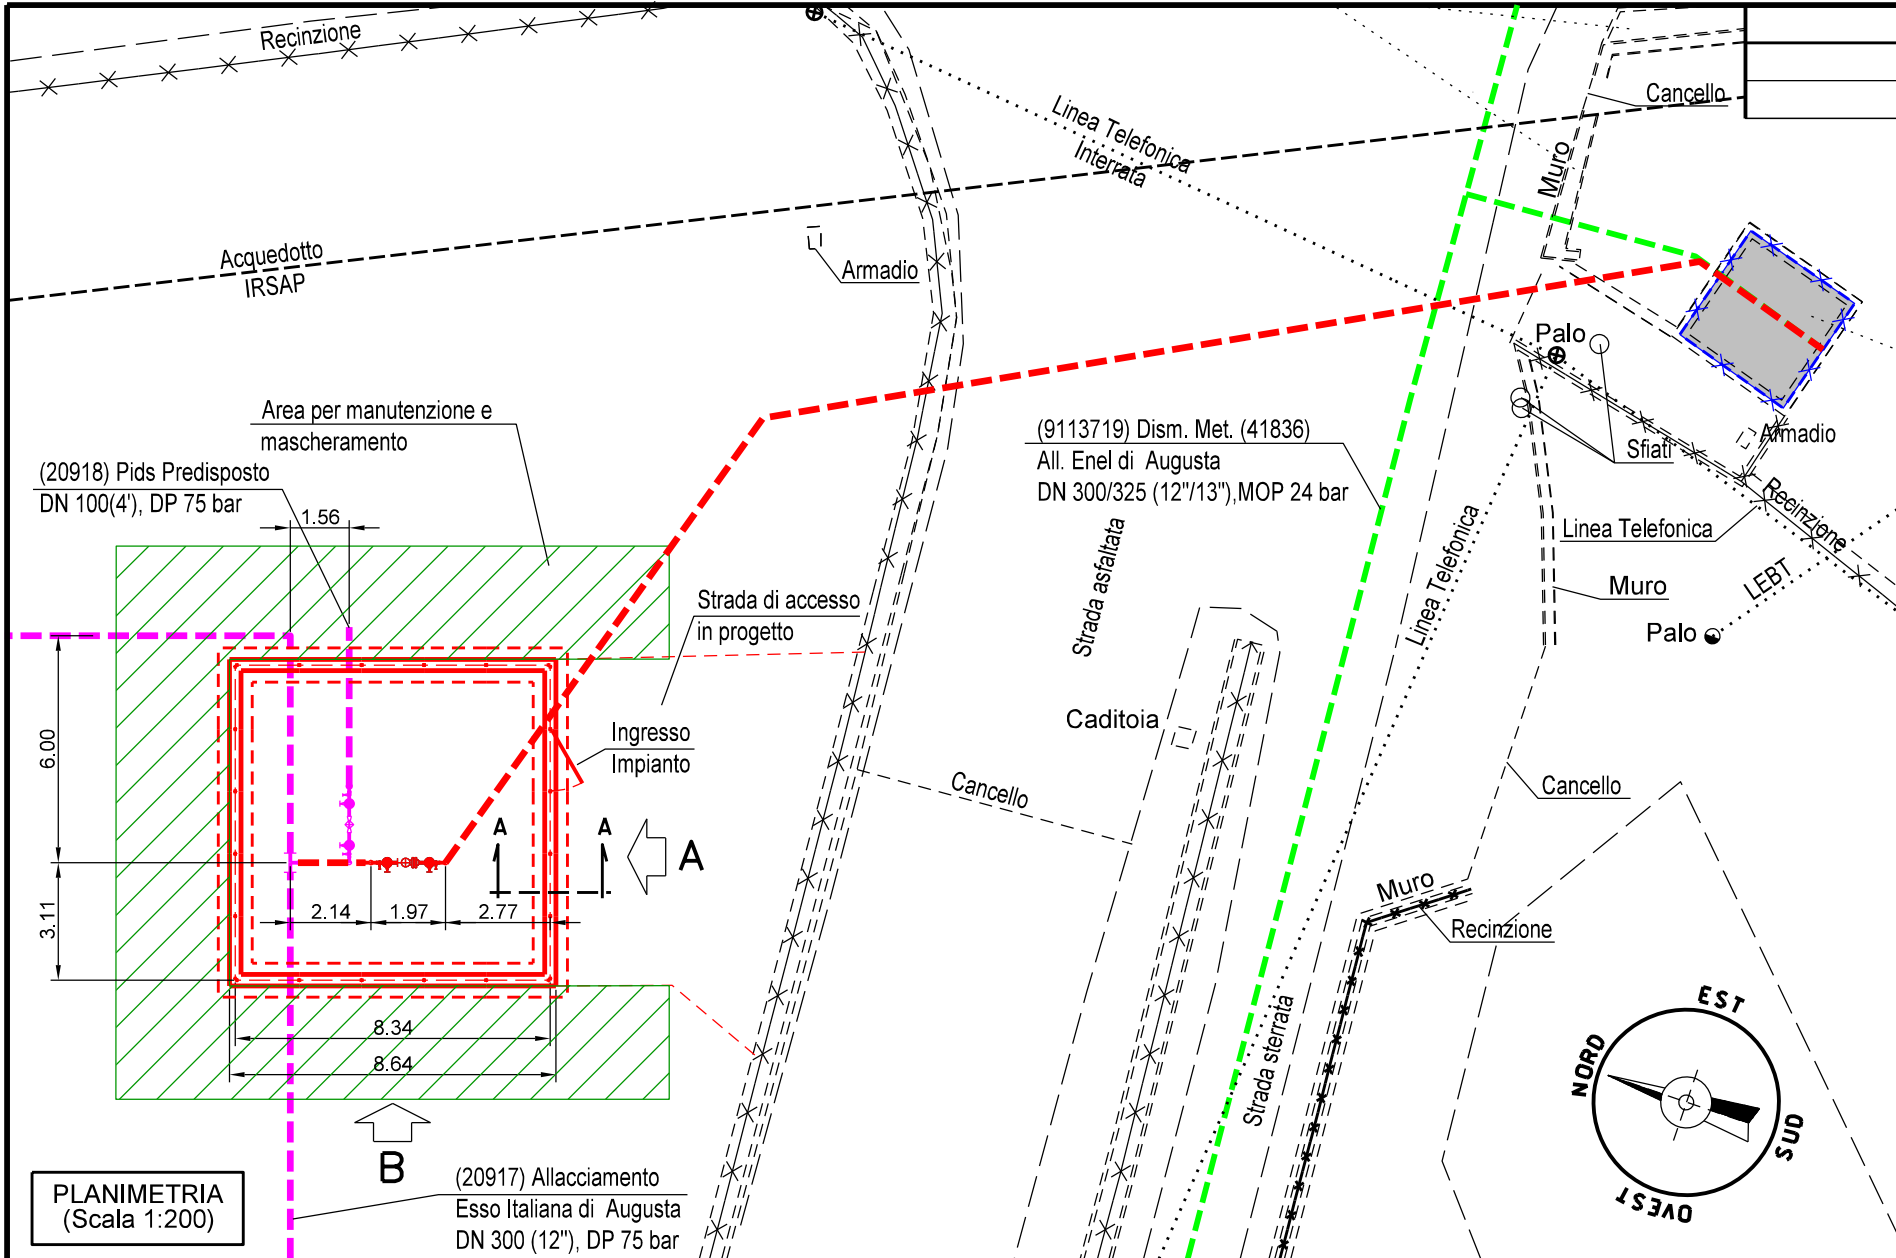 Recinzione
Cancello
Linea Telefonica
Interrata
Muro
Acquedotto
IRSAP
Armadio
Palo
Area per manutenzione e
mascheramento
(9113719) Dism. Met. (41836)
All. Enel di Augusta
DN 300/325 (12"/13"),MOP 24 bar
Sfiati
Armadio
(20918) Pids Predisposto
DN 100(4'), DP 75 bar
1.56
Recinzione
Linea Telefonica
Linea Telefonica
Strada asfaltata
LEBT
Muro
Palo
Strada di accesso
in progetto
Caditoia
Ingresso
Impianto
6.00
Cancello
Cancello
A
A
A
3.11
2.14
1.97
2.77
Muro
Recinzione
8.34
8.64
Strada sterrata
EST
NORD
SUD
OVEST
B
PLANIMETRIA
(Scala 1:200)
(20917) Allacciamento
Esso Italiana di Augusta
DN 300 (12"), DP 75 bar